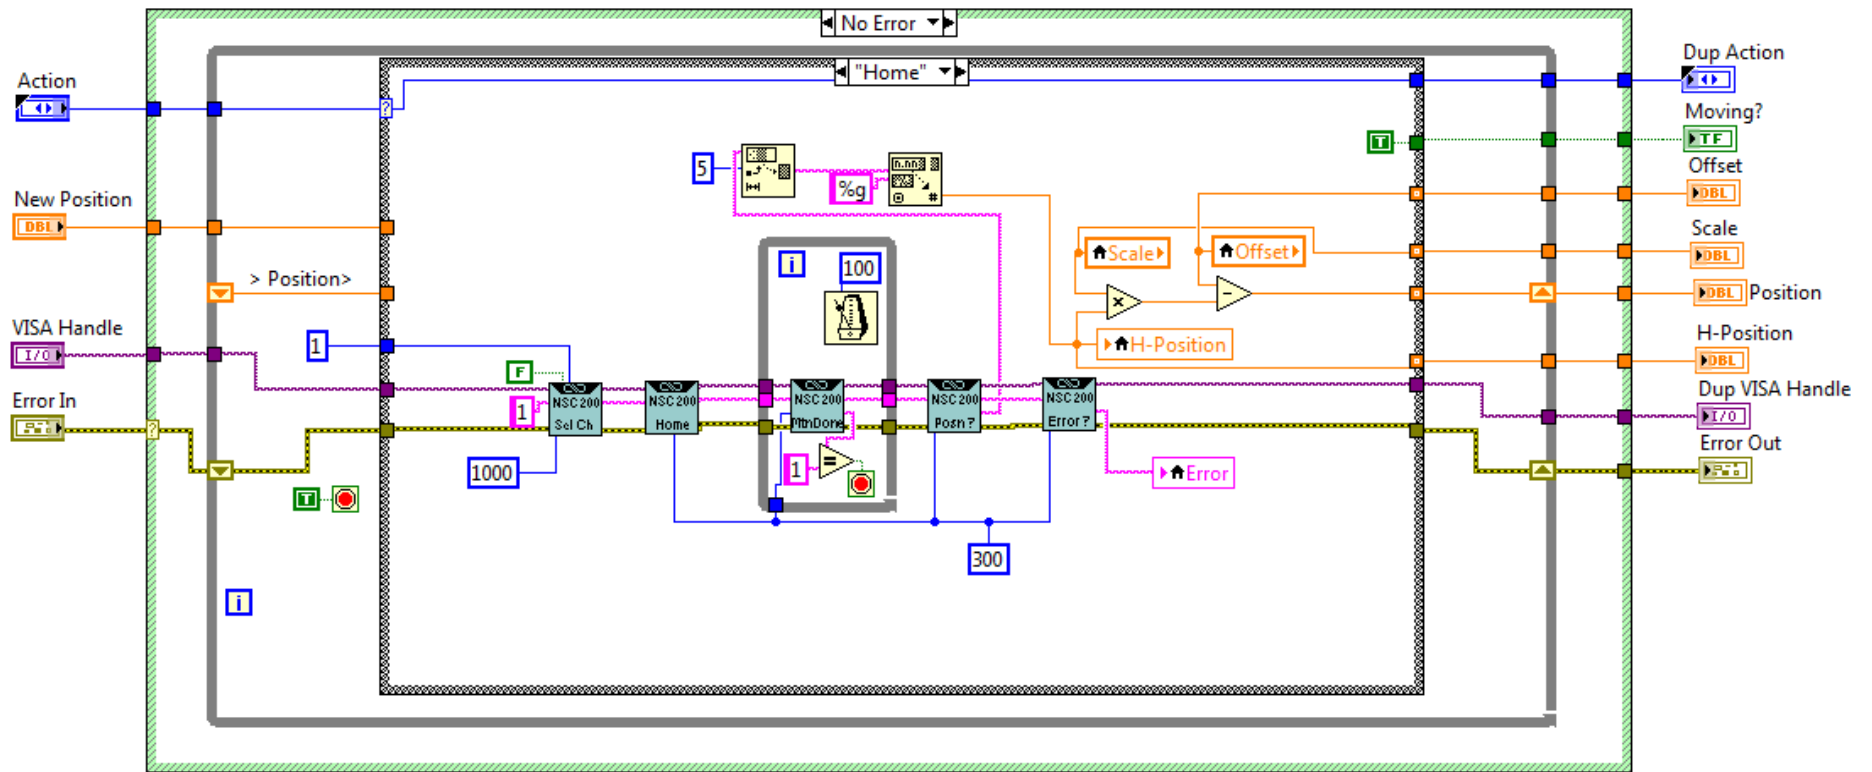 No Error
"Home"
Action
Dup Action
Moving?
T
TF
Offset
5
%g
New Position
DBL
DBL
Scale
i
100
Scale
Offset
DBL
> Position>
DBL
Position
VISA Handle
1
H-Position
H-Position
I/O
DBL
F
Dup VISA Handle
Error In
1
NSC200
Sel Ch
NSC200
Home
NSC200
MtnDone
NSC200
Posn?
NSC200
Error?
I/O
Error Out
1000
1
=
Error
T
300
i